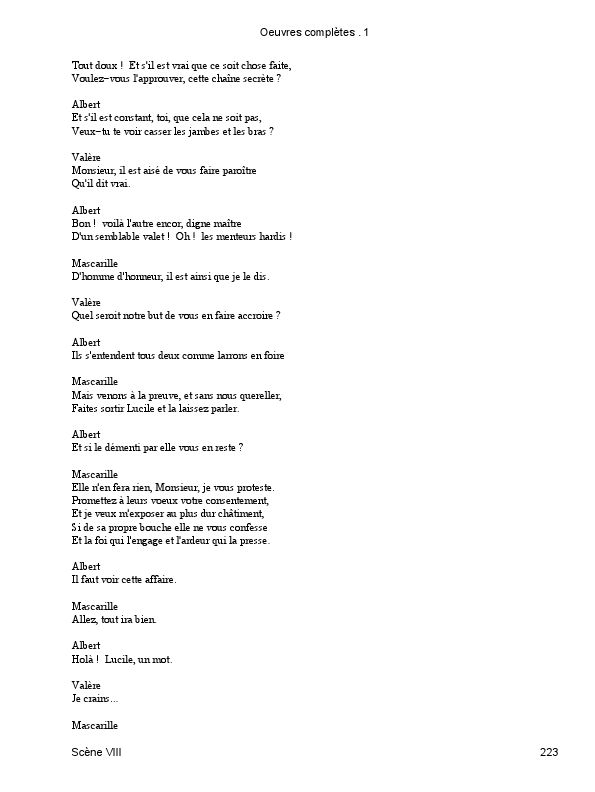 Oeuvres complètes . 1
Tout doux ! Et s'il est vrai que ce soit chose faite,
Voulez-vous l'approuver, cette chaîne secrète ?
Albert
Et s'il est constant, toi, que cela ne soit pas,
Veux-tu te voir casser les jambes et les bras ?
Valère
Monsieur, il est aisé de vous faire paroître
Qu'il dit vrai.
Albert
Bon ! voilà l'autre encor, digne maître
D'un semblable valet ! Oh ! les menteurs hardis !
Mascarille
D'homme d'honneur, il est ainsi que je le dis.
Valère
Quel seroit notre but de vous en faire accroire ?
Albert
Ils s'entendent tous deux comme larrons en foire
Mascarille
Mais venons à la preuve, et sans nous quereller,
Faites sortir Lucile et la laissez parler.
Albert
Et si le démenti par elle vous en reste ?
Mascarille
Elle n'en fera rien, Monsieur, je vous proteste.
Promettez à leurs voeux votre consentement,
Et je veux m'exposer au plus dur châtiment,
Si de sa propre bouche elle ne vous confesse
Et la foi qui l'engage et l'ardeur qui la presse.
Albert
Il faut voir cette affaire.
Mascarille
Allez, tout ira bien.
Albert
Holà ! Lucile, un mot.
Valère
Je crains...
Mascarille
Scène VIII 223